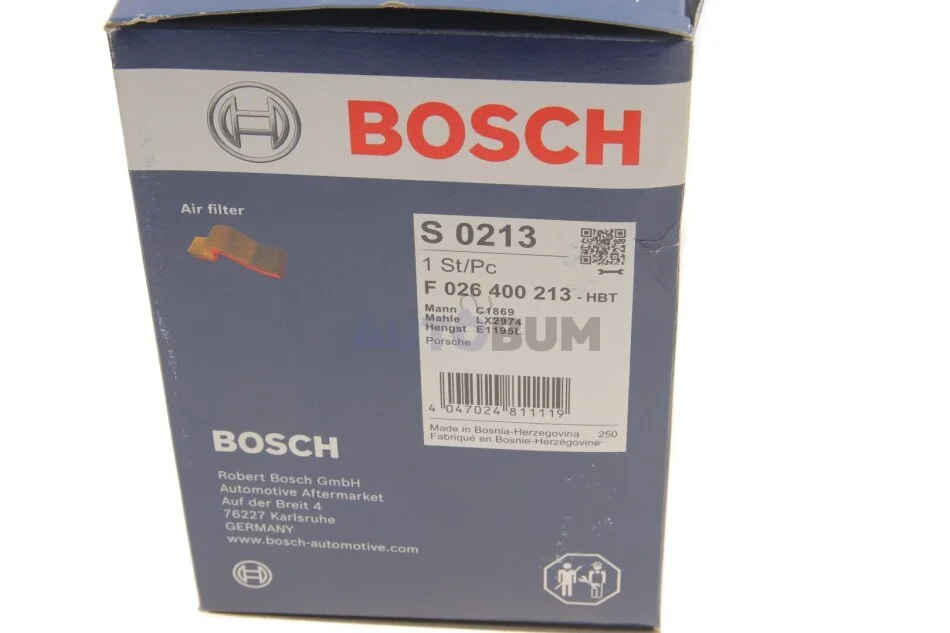 BOSCH
Air filter
S 0213
1 St/Pc
F 026 400 213 - HBT
Mann C1869
Mahle LX2974
Hengst E1195L
Porsche
AUTOBUM
4 047024 811119
Made in Bosnia-Herzegovina 250
Fabriqué en Bosnie-Herzégovine
BOSCH
Robert Bosch GmbH
Automotive Aftermarket
Auf der Breit 4
76227 Karlsruhe
GERMANY
www.bosch-automotive.com